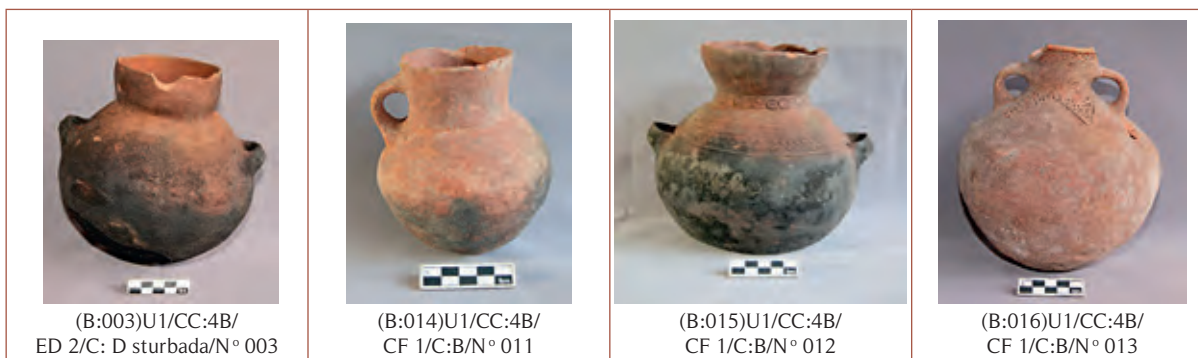 (B:003)U1/CC:4B/
ED 2/C: D sturbada/N° 003
(B:014)U1/CC:4B/
CF 1/C:B/N° 011
(B:015)U1/CC:4B/
CF 1/C:B/N° 012
(B:016)U1/CC:4B/
CF 1/C:B/N° 013